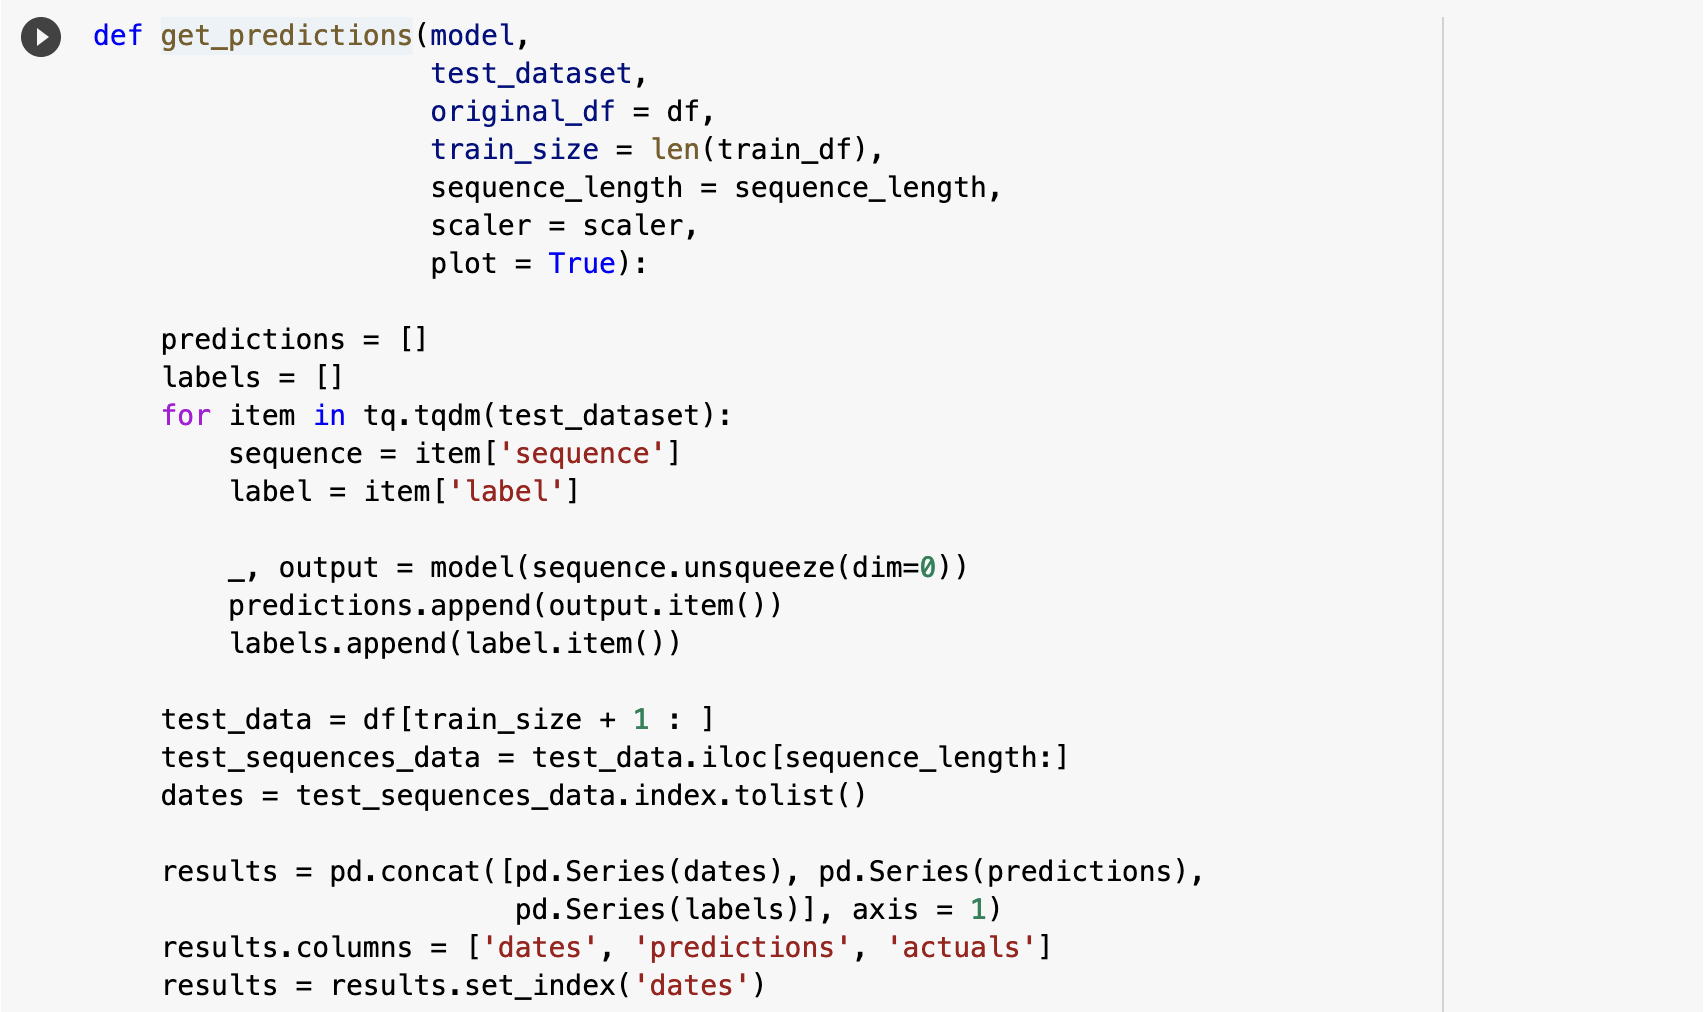 def get_predictions(model,
                    test_dataset,
                    original_df = df,
                    train_size = len(train_df),
                    sequence_length = sequence_length,
                    scaler = scaler,
                    plot = True):

    predictions = []
    labels = []
    for item in tq.tqdm(test_dataset):
        sequence = item['sequence']
        label = item['label']

        _, output = model(sequence.unsqueeze(dim=0))
        predictions.append(output.item())
        labels.append(label.item())

    test_data = df[train_size + 1 : ]
    test_sequences_data = test_data.iloc[sequence_length:]
    dates = test_sequences_data.index.tolist()

    results = pd.concat([pd.Series(dates), pd.Series(predictions),
                         pd.Series(labels)], axis = 1)
    results.columns = ['dates', 'predictions', 'actuals']
    results = results.set_index('dates')